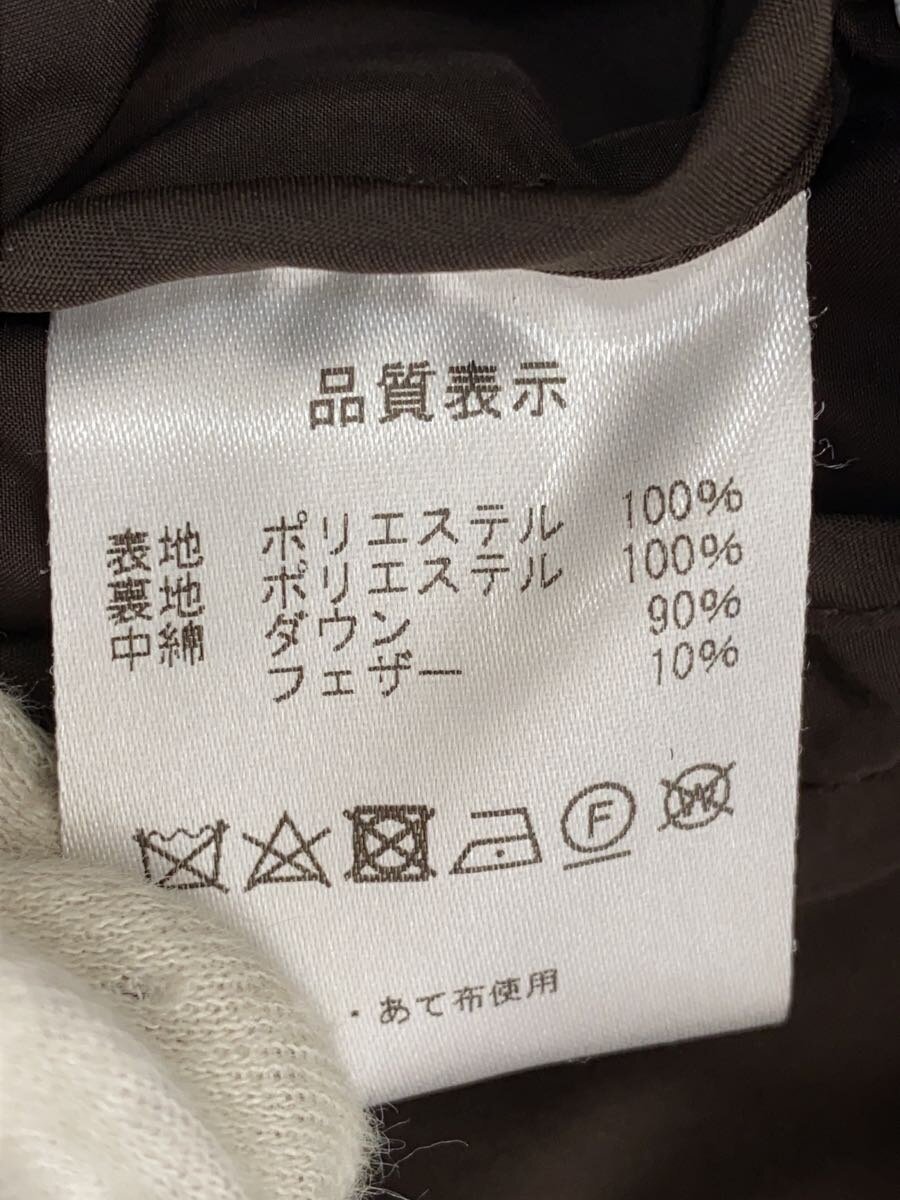 品質表示
表地 ポリエステル 100%
裏地 ポリエステル 100%
中綿 ダウン 90%
フェザー 10%
F
W
・あて布使用